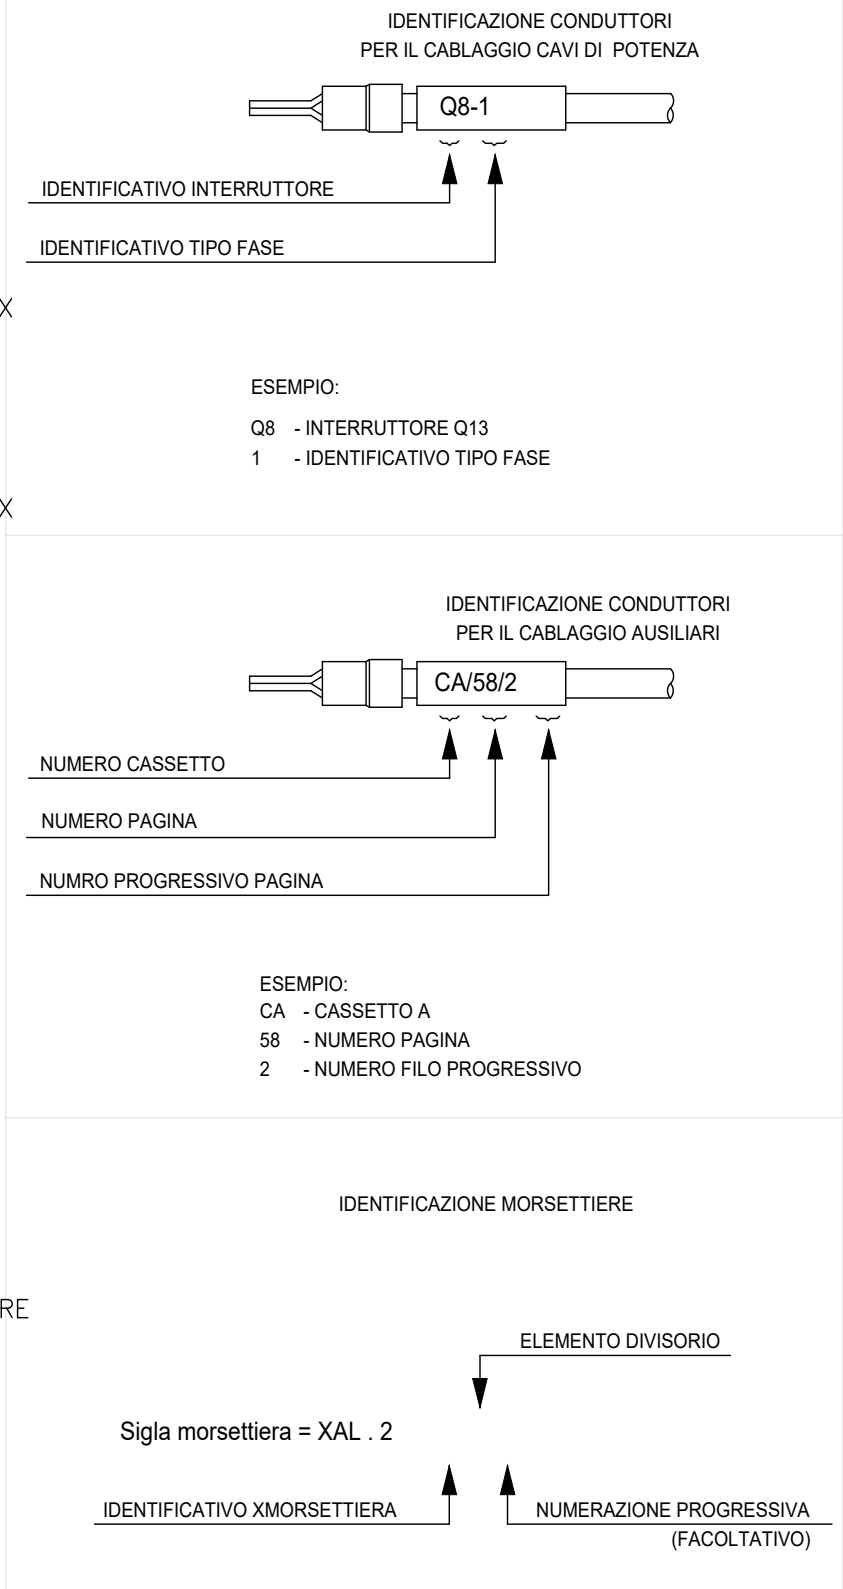 IDENTIFICAZIONE CONDUTTORI
PER IL CABLAGGIO CAVI DI POTENZA
Q8-1
IDENTIFICATIVO INTERRUTTORE
IDENTIFICATIVO TIPO FASE
X
ESEMPIO:
Q8 - INTERRUTTORE Q13
1 - IDENTIFICATIVO TIPO FASE
X
IDENTIFICAZIONE CONDUTTORI
PER IL CABLAGGIO AUSILIARI
CA/58/2
NUMERO CASSETTO
NUMERO PAGINA
NUMRO PROGRESSIVO PAGINA
ESEMPIO:
CA - CASSETTO A
58 - NUMERO PAGINA
2 - NUMERO FILO PROGRESSIVO
IDENTIFICAZIONE MORSETTIERE
RE
ELEMENTO DIVISORIO
Sigla morsettiera = XAL . 2
IDENTIFICATIVO XMORSETTIERA
NUMERAZIONE PROGRESSIVA
(FACOLTATIVO)